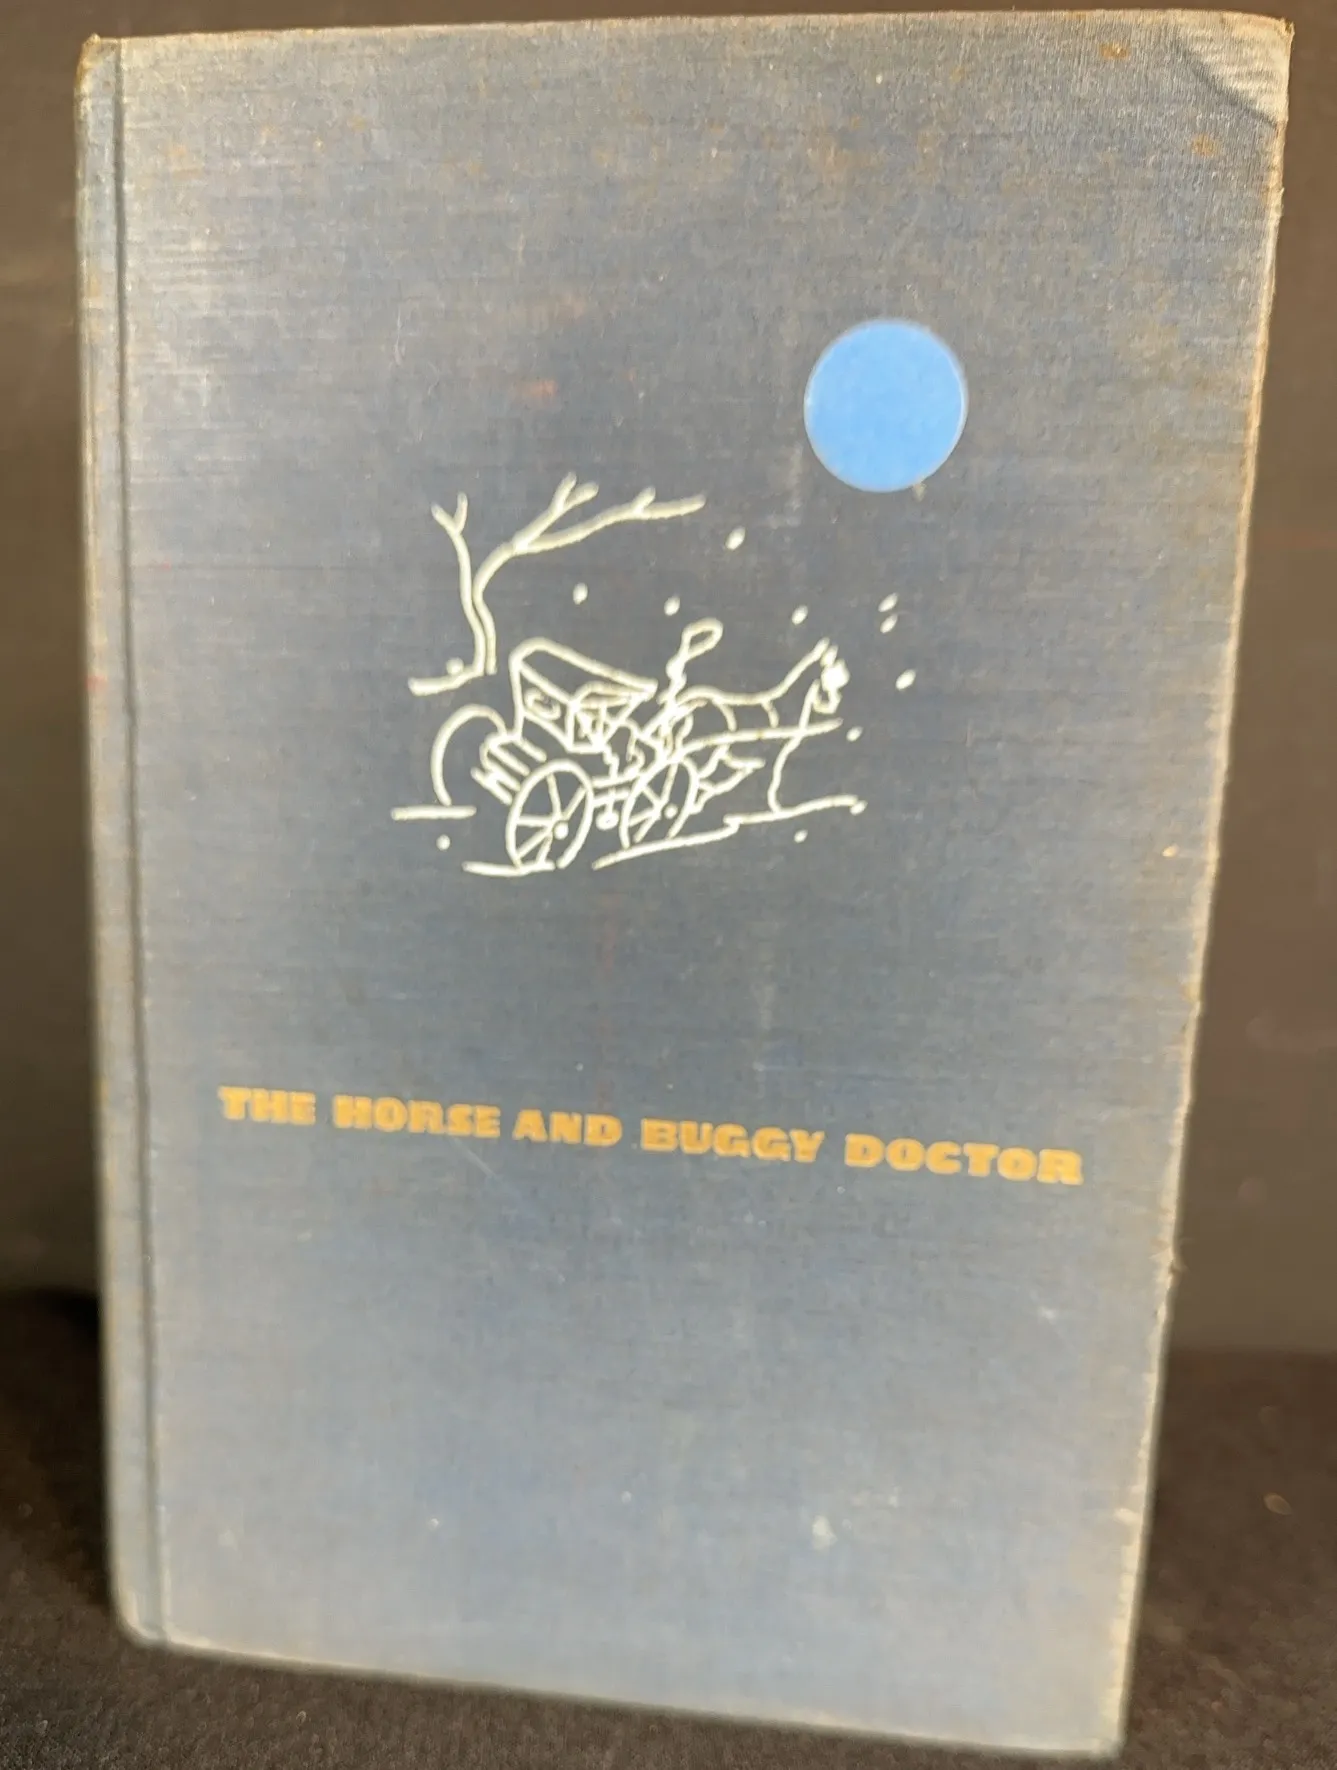 THE HORSE AND BUGGY DOCTOR